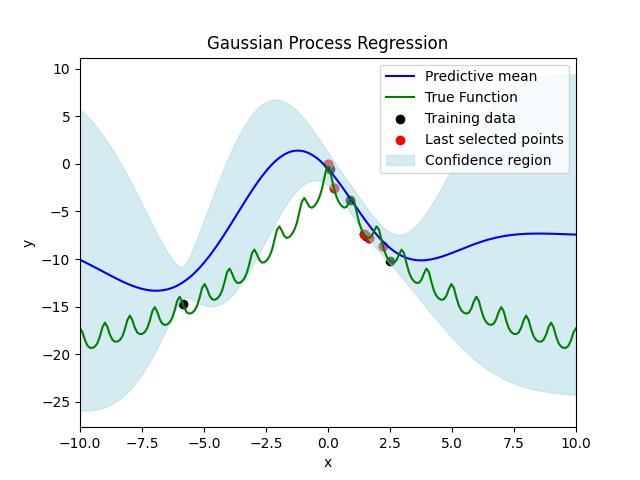 Gaussian Process Regression
Predictive mean
True Function
Training data
Last selected points
Confidence region
y
10
5
0
−5
−10
−15
−20
−25
−10.0 −7.5 −5.0 −2.5 0.0 2.5 5.0 7.5 10.0
x